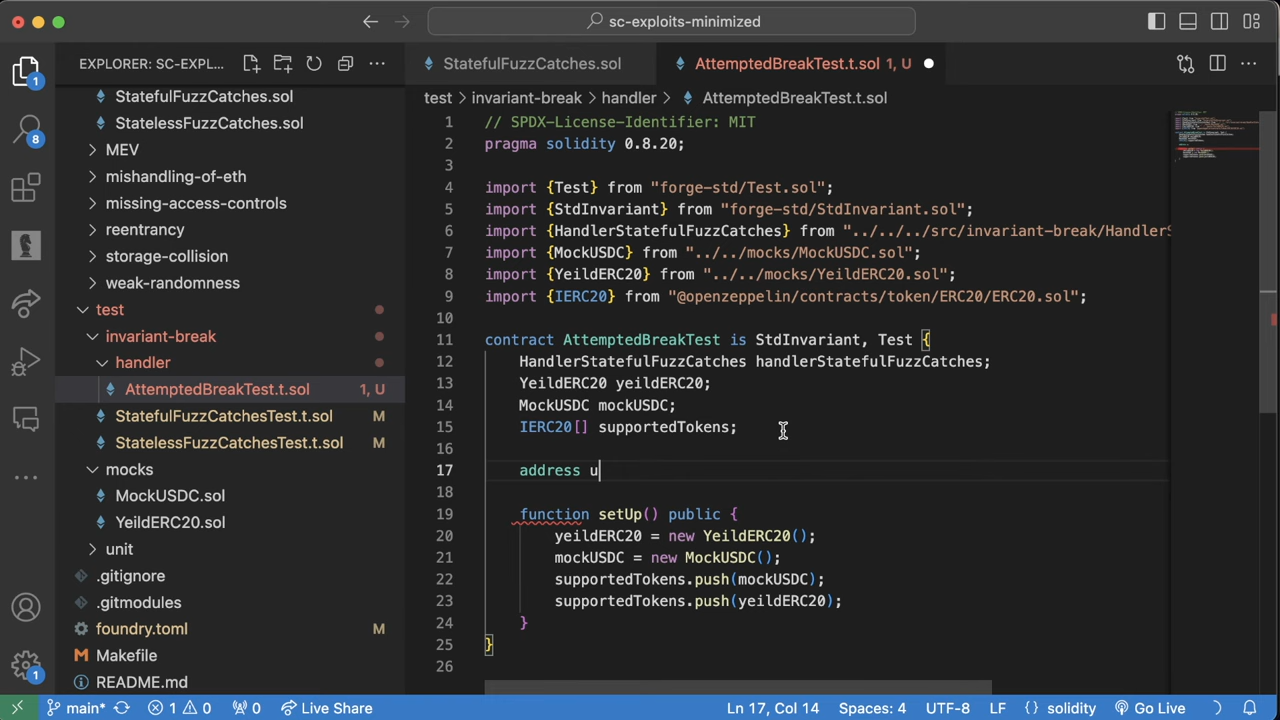 sc-exploits-minimized
EXPLORER: SC-EXPL...
StatefulFuzzCatches.sol
AttemptedBreakTest.t.sol 1, U
1
8
StatefulFuzzCatches.sol
StatelessFuzzCatches.sol
MEV
mishandling-of-eth
missing-access-controls
reentrancy
storage-collision
weak-randomness
test
invariant-break
handler
AttemptedBreakTest.t.sol 1, U
StatefulFuzzCatchesTest.t.sol M
StatelessFuzzCatchesTest.t.sol M
mocks
MockUSDC.sol
YeildERC20.sol
unit
.gitignore
.gitmodules
foundry.toml M
Makefile
README.md
1
test > invariant-break > handler > AttemptedBreakTest.t.sol
1 // SPDX-License-Identifier: MIT
2 pragma solidity 0.8.20;
3
4 import {Test} from "forge-std/Test.sol";
5 import {StdInvariant} from "forge-std/StdInvariant.sol";
6 import {HandlerStatefulFuzzCatches} from "../../../src/invariant-break/HandlerS
7 import {MockUSDC} from "../../mocks/MockUSDC.sol";
8 import {YeildERC20} from "../../mocks/YeildERC20.sol";
9 import {IERC20} from "@openzeppelin/contracts/token/ERC20/ERC20.sol";
10
11 contract AttemptedBreakTest is StdInvariant, Test {
12 HandlerStatefulFuzzCatches handlerStatefulFuzzCatches;
13 YeildERC20 yeildERC20;
14 MockUSDC mockUSDC;
15 IERC20[] supportedTokens;
16
17 address u
18
19 function setUp() public {
20 yeildERC20 = new YeildERC20();
21 mockUSDC = new MockUSDC();
22 supportedTokens.push(mockUSDC);
23 supportedTokens.push(yeildERC20);
24 }
25 }
26
main* 1 0 0 Live Share Ln 17, Col 14 Spaces: 4 UTF-8 LF {} solidity Go Live